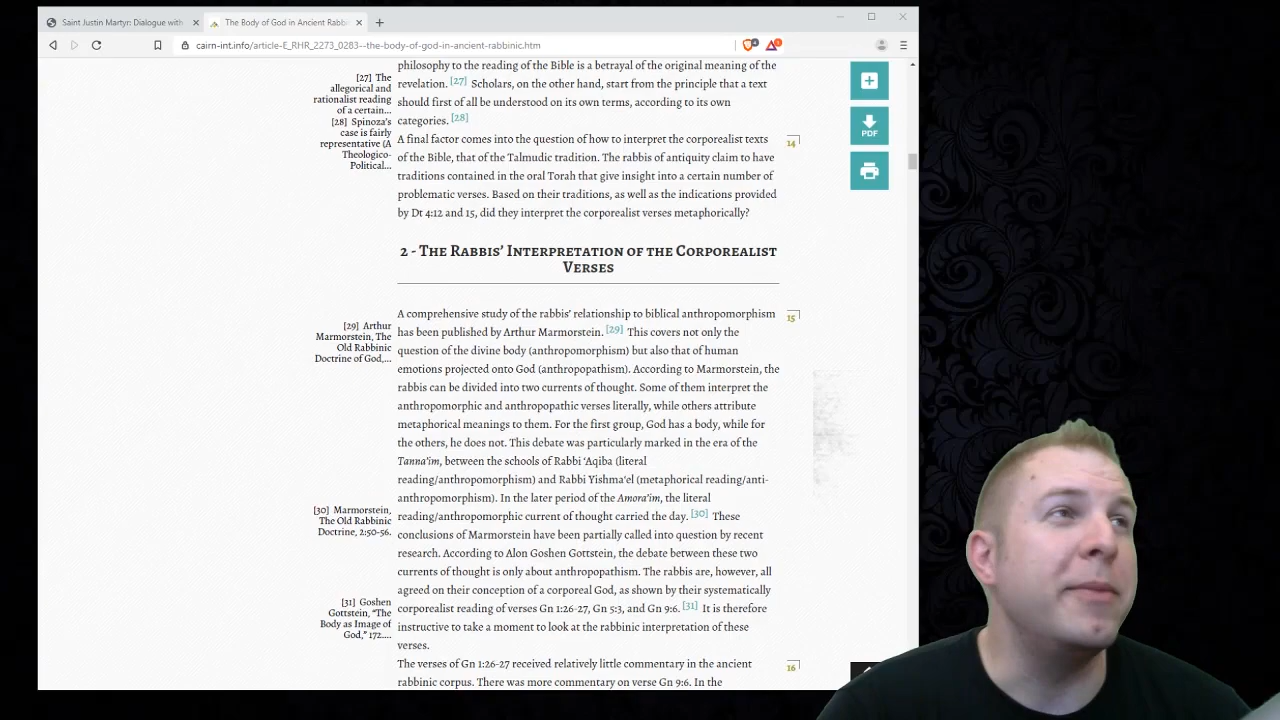 Saint Justin Martyr: Dialogue with
The Body of God in Ancient Rabbi
cairn-int.info/article-E_RHR_2273_0283--the-body-of-god-in-ancient-rabbinic.htm
philosophy to the reading of the Bible is a betrayal of the original meaning of the
revelation. [27] Scholars, on the other hand, start from the principle that a text
should first of all be understood on its own terms, according to its own
categories. [28]
[27] The
allegorical and
rationalist reading
of a certain...
[28] Spinoza's
case is fairly
representative (A
Theologico-
Political...
A final factor comes into the question of how to interpret the corporealist texts
of the Bible, that of the Talmudic tradition. The rabbis of antiquity claim to have
traditions contained in the oral Torah that give insight into a certain number of
problematic verses. Based on their traditions, as well as the indications provided
by Dt 4:12 and 15, did they interpret the corporealist verses metaphorically?
14
PDF
2 - The Rabbis' Interpretation of the Corporealist
Verses
A comprehensive study of the rabbis' relationship to biblical anthropomorphism
has been published by Arthur Marmorstein. [29] This covers not only the
question of the divine body (anthropomorphism) but also that of human
emotions projected onto God (anthropopathism). According to Marmorstein, the
rabbis can be divided into two currents of thought. Some of them interpret the
anthropomorphic and anthropopathic verses literally, while others attribute
metaphorical meanings to them. For the first group, God has a body, while for
the others, he does not. This debate was particularly marked in the era of the
Tanna'im, between the schools of Rabbi 'Aqiba (literal
reading/anthropomorphism) and Rabbi Yishma'el (metaphorical reading/anti-
anthropomorphism). In the later period of the Amora'im, the literal
reading/anthropomorphic current of thought carried the day. [30] These
conclusions of Marmorstein have been partially called into question by recent
research. According to Alon Goshen Gottstein, the debate between these two
currents of thought is only about anthropopathism. The rabbis are, however, all
agreed on their conception of a corporeal God, as shown by their systematically
corporealist reading of verses Gn 1:26-27, Gn 5:3, and Gn 9:6. [31] It is therefore
instructive to take a moment to look at the rabbinic interpretation of these
verses.
15
[29] Arthur
Marmorstein, The
Old Rabbinic
Doctrine of God,...
[30] Marmorstein,
The Old Rabbinic
Doctrine, 2:50-56.
[31] Goshen
Gottstein, "The
Body as Image of
God," 172....
The verses of Gn 1:26-27 received relatively little commentary in the ancient
rabbinic corpus. There was more commentary on verse Gn 9:6. In the
16